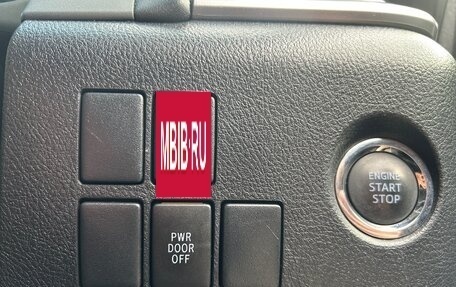 MBIB.RU
ENGINE
START
STOP
PWR
DOOR
OFF